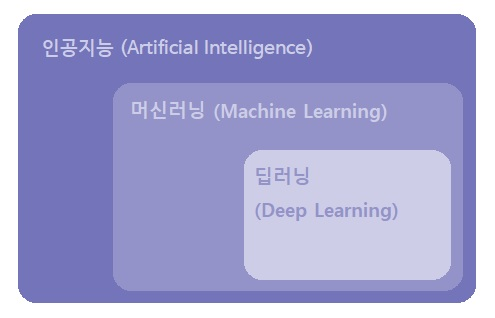 인공지능 (Artificial Intelligence)
머신러닝 (Machine Learning)
딥러닝
(Deep Learning)